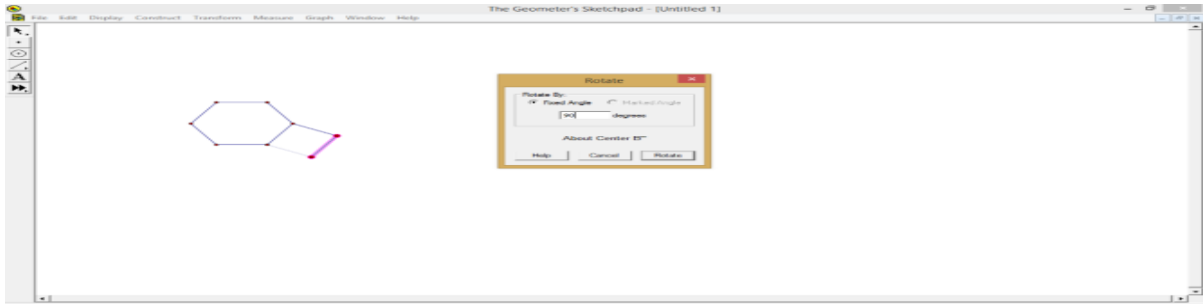 The Geometer's Sketchpad - [Untitled 1]
File Edit Display Construct Transform Measure Graph Window Help
A
Rotate
Rotate By:
Fixed Angle Marked Angle
90 degrees
About Center B'''
Help Cancel Rotate